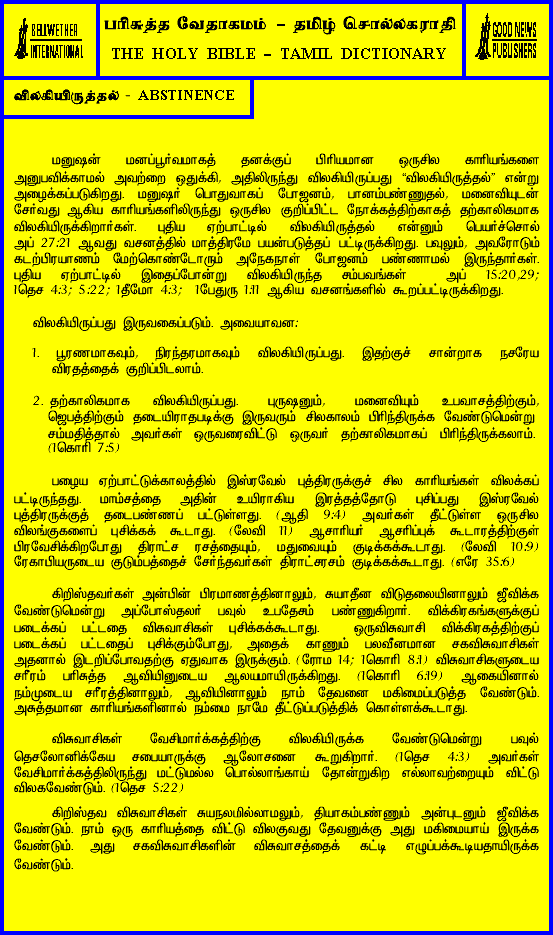 BELLWETHER
INTERNATIONAL
பரிசுத்த வேதாகமம் – தமிழ் சொல்லகராதி
THE HOLY BIBLE – TAMIL DICTIONARY
GOOD NEWS
PUBLISHERS
விலகியிருத்தல் - ABSTINENCE
மனுஷன் மனப்பூர்வமாகத் தனக்குப் பிரியமான ஒருசில காரியங்களை
அனுபவிக்காமல் அவற்றை ஒதுக்கி, அதிலிருந்து விலகியிருப்பது “விலகியிருத்தல்” என்று
அழைக்கப்படுகிறது. மனுஷர் பொதுவாகப் போஜனம், பானம்பண்ணுதல், மனைவியுடன்
சேர்வது ஆகிய காரியங்களிலிருந்து ஒருசில குறிப்பிட்ட நோக்கத்திற்காகத் தற்காலிகமாக
விலகியிருக்கிறார்கள். புதிய ஏற்பாட்டில் விலகியிருத்தல் என்னும் பெயர்ச்சொல்
அப் 27:21 ஆவது வசனத்தில் மாத்திரமே பயன்படுத்தப் பட்டிருக்கிறது. பவுலும், அவரோடும்
கடற்பிரயாணம் மேற்கொண்டோரும் அநேகநாள் போஜனம் பண்ணாமல் இருந்தார்கள்.
புதிய ஏற்பாட்டில் இதைப்போன்று விலகியிருந்த சம்பவங்கள் அப் 15:20,29;
1தெச 4:3; 5:22; 1தீமோ 4:3; 1பேதுரு 1:11 ஆகிய வசனங்களில் கூறப்பட்டிருக்கிறது.
விலகியிருப்பது இருவகைப்படும். அவையாவன:
1. பூரணமாகவும், நிரந்தரமாகவும் விலகியிருப்பது. இதற்குச் சான்றாக நசரேய
விரதத்தைக் குறிப்பிடலாம்.
2. தற்காலிகமாக விலகியிருப்பது. புருஷனும், மனைவியும் உபவாசத்திற்கும்,
ஜெபத்திற்கும் தடையிராதபடிக்கு இருவரும் சிலகாலம் பிரிந்திருக்க வேண்டுமென்று
சம்மதித்தால் அவர்கள் ஒருவரைவிட்டு ஒருவர் தற்காலிகமாகப் பிரிந்திருக்கலாம்.
(1கொரி 7:5)
பழைய ஏற்பாட்டுக்காலத்தில் இஸ்ரவேல் புத்திரருக்குச் சில காரியங்கள் விலக்கப்
பட்டிருந்தது. மாம்சத்தை அதின் உயிராகிய இரத்தத்தோடு புசிப்பது இஸ்ரவேல்
புத்திரருக்குத் தடைபண்ணப் பட்டுள்ளது. (ஆதி 9:4) அவர்கள் தீட்டுள்ள ஒருசில
விலங்குகளைப் புசிக்கக் கூடாது. (லேவி 11) ஆசாரியர் ஆசரிப்புக் கூடாரத்திற்குள்
பிரவேசிக்கிறபோது திராட்ச ரசத்தையும், மதுவையும் குடிக்கக்கூடாது. (லேவி 10:9)
ரேகாபியருடைய குடும்பத்தைச் சேர்ந்தவர்கள் திராட்சரசம் குடிக்கக்கூடாது. (எரே 35:6)
கிறிஸ்தவர்கள் அன்பின் பிரமாணத்தினாலும், சுயாதீன விடுதலையினாலும் ஜீவிக்க
வேண்டுமென்று அப்போஸ்தலர் பவுல் உபதேசம் பண்ணுகிறார். விக்கிரகங்களுக்குப்
படைக்கப் பட்டதை விசுவாசிகள் புசிக்கக்கூடாது. ஒருவிசுவாசி விக்கிரகத்திற்குப்
படைக்கப் பட்டதைப் புசிக்கும்போது, அதைக் காணும் பலவீனமான சகவிசுவாசிகள்
அதனால் இடறிப்போவதற்கு ஏதுவாக இருக்கும். (ரோம 14; 1கொரி 8:1) விசுவாசிகளுடைய
சரீரம் பரிசுத்த ஆவியினுடைய ஆலயமாயிருக்கிறது. (1கொரி 6:19) ஆகையினால்
நம்முடைய சரீரத்தினாலும், ஆவியினாலும் நாம் தேவனை மகிமைப்படுத்த வேண்டும்.
அசுத்தமான காரியங்களினால் நம்மை நாமே தீட்டுப்படுத்திக் கொள்ளக்கூடாது.
விசுவாசிகள் வேசிமார்க்கத்திற்கு விலகியிருக்க வேண்டுமென்று பவுல்
தெசலோனிக்கேய சபையாருக்கு ஆலோசனை கூறுகிறார். (1தெச 4:3) அவர்கள்
வேசிமார்க்கத்திலிருந்து மட்டுமல்ல பொல்லாங்காய் தோன்றுகிற எல்லாவற்றையும் விட்டு
விலகவேண்டும். (1தெச 5:22)
கிறிஸ்தவ விசுவாசிகள் சுயநலமில்லாமலும், தியாகம்பண்ணும் அன்புடனும் ஜீவிக்க
வேண்டும். நாம் ஒரு காரியத்தை விட்டு விலகுவது தேவனுக்கு அது மகிமையாய் இருக்க
வேண்டும். அது சகவிசுவாசிகளின் விசுவாசத்தைக் கட்டி எழுப்பக்கூடியதாயிருக்க
வேண்டும்.